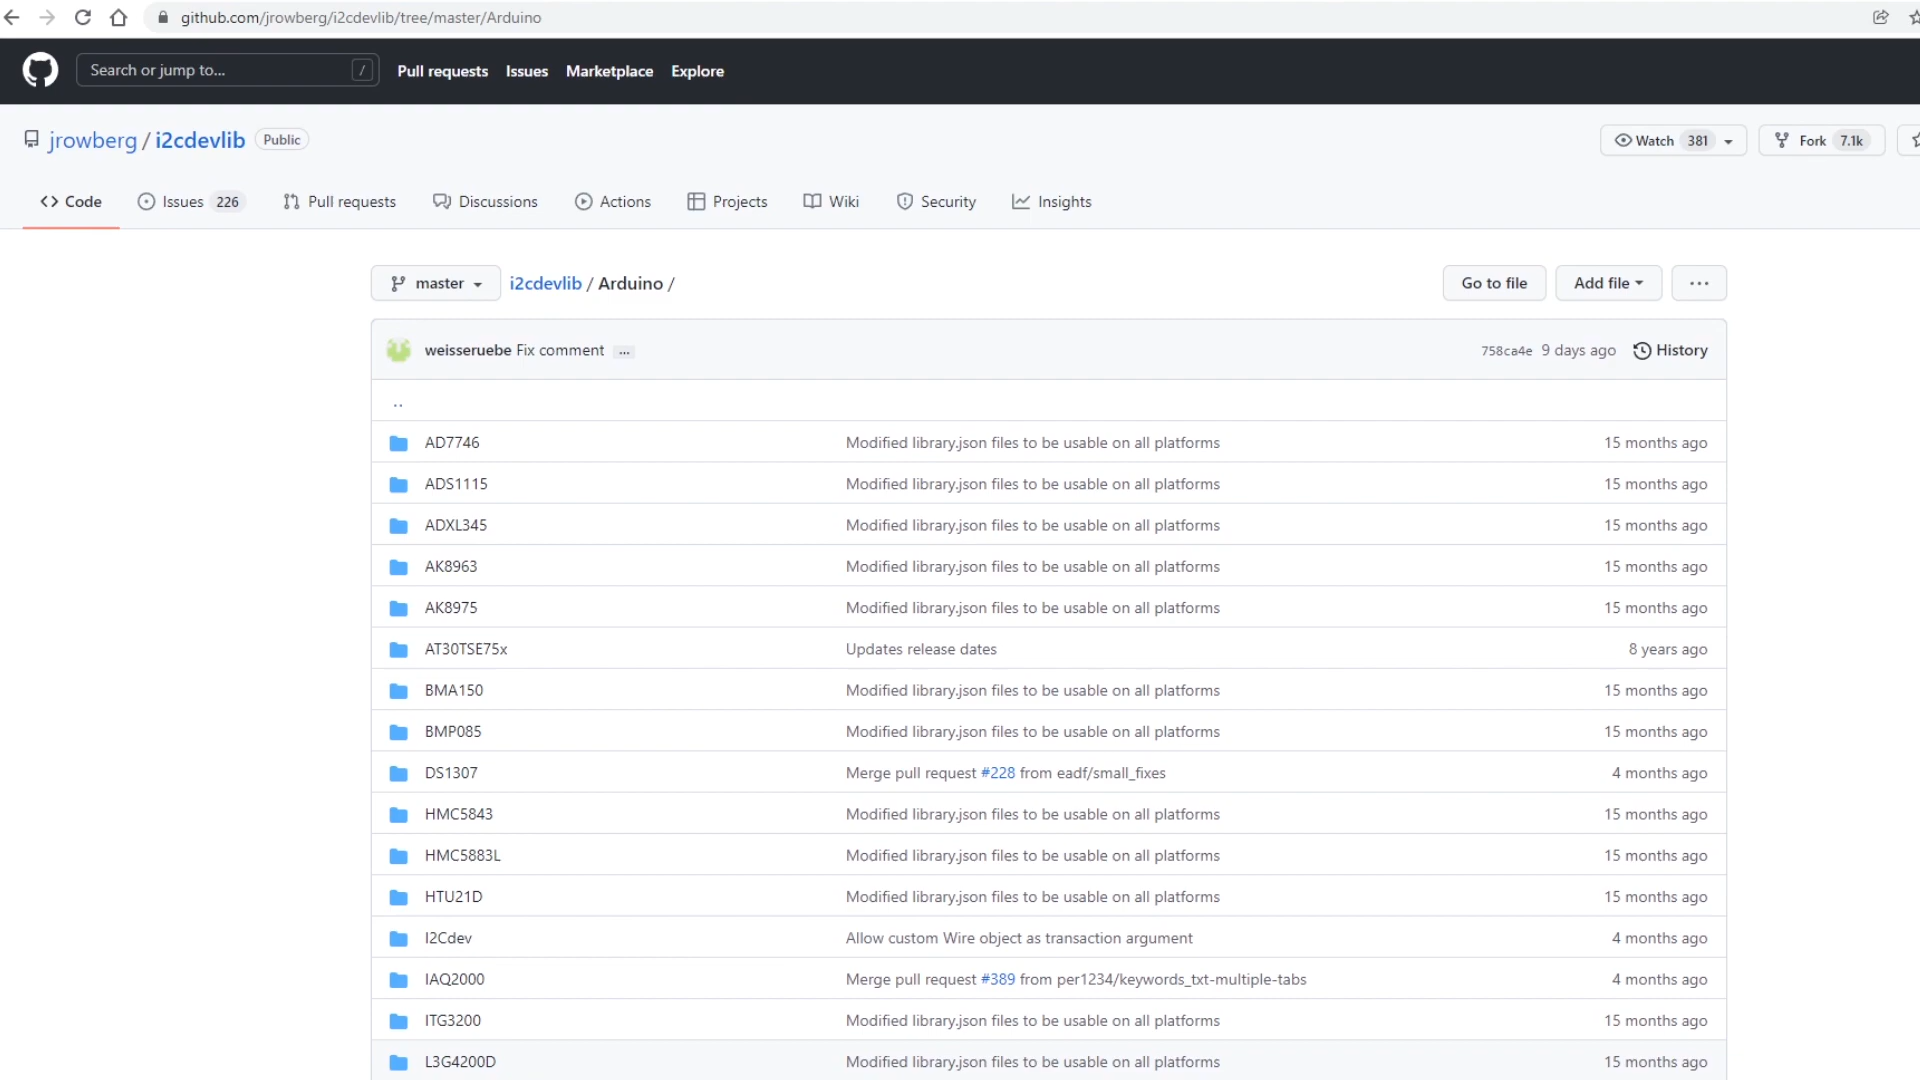 github.com/jrowberg/i2cdevlib/tree/master/Arduino
Search or jump to... /
Pull requests Issues Marketplace Explore
jrowberg / i2cdevlib Public
Watch 381 Fork 7.1k
Code Issues 226 Pull requests Discussions Actions Projects Wiki Security Insights
master i2cdevlib / Arduino / Go to file Add file ...
weisseruebe Fix comment ... 758ca4e 9 days ago History
..
AD7746 Modified library.json files to be usable on all platforms 15 months ago
ADS1115 Modified library.json files to be usable on all platforms 15 months ago
ADXL345 Modified library.json files to be usable on all platforms 15 months ago
AK8963 Modified library.json files to be usable on all platforms 15 months ago
AK8975 Modified library.json files to be usable on all platforms 15 months ago
AT30TSE75x Updates release dates 8 years ago
BMA150 Modified library.json files to be usable on all platforms 15 months ago
BMP085 Modified library.json files to be usable on all platforms 15 months ago
DS1307 Merge pull request #228 from eadf/small_fixes 4 months ago
HMC5843 Modified library.json files to be usable on all platforms 15 months ago
HMC5883L Modified library.json files to be usable on all platforms 15 months ago
HTU21D Modified library.json files to be usable on all platforms 15 months ago
I2Cdev Allow custom Wire object as transaction argument 4 months ago
IAQ2000 Merge pull request #389 from per1234/keywords_txt-multiple-tabs 4 months ago
ITG3200 Modified library.json files to be usable on all platforms 15 months ago
L3G4200D Modified library.json files to be usable on all platforms 15 months ago